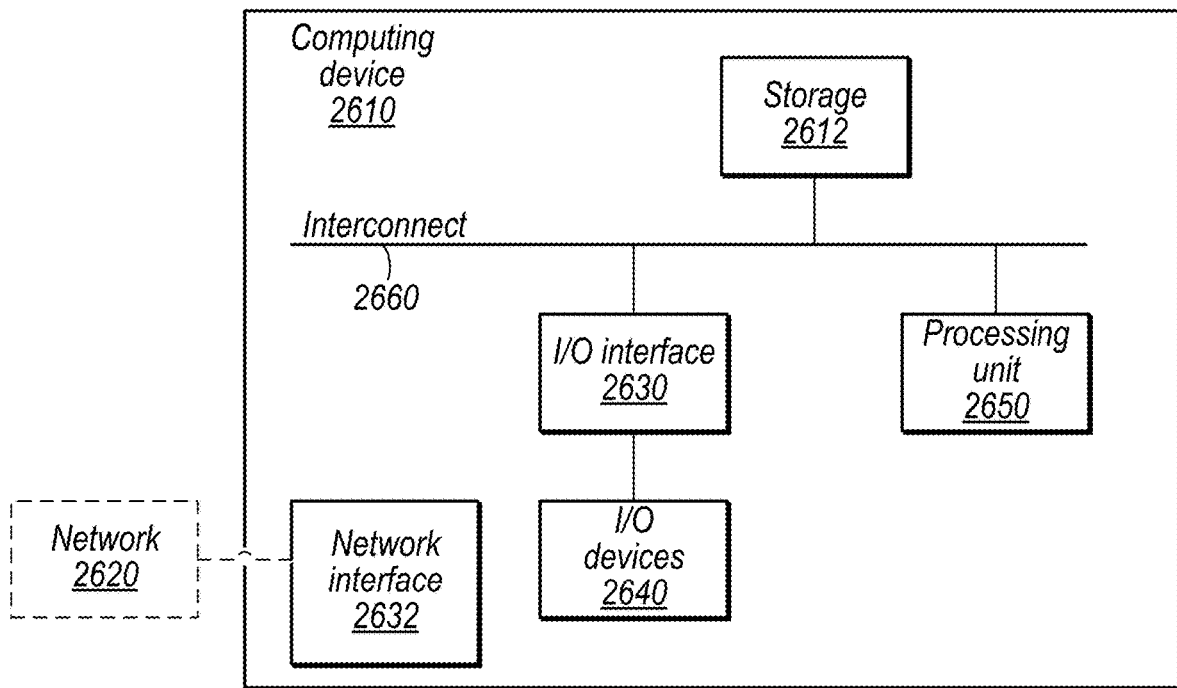 Computing
device
2610
Storage
2612
Interconnect
2660
I/O interface
2630
Processing
unit
2650
Network
2620
Network
interface
2632
I/O
devices
2640